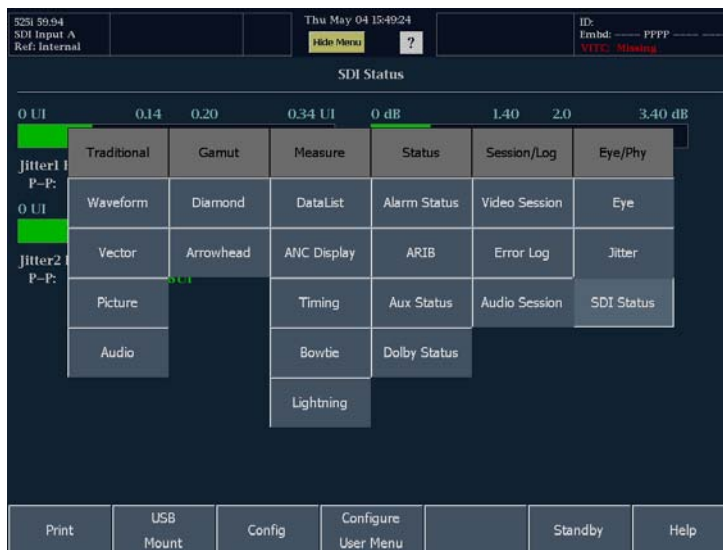 525i 59.94
SDI Input A
Ref: Internal
Thu May 04 15:49:24
Hide Menu ?
ID:
Embd: ---- PPPP ---- ----
VITC: Missing
SDI Status
0 UI 0.14 0.20 0.34 UI 0 dB 1.40 2.0 3.40 dB
Traditional Gamut Measure Status Session/Log Eye/Phy
Jitter1
P-P:
Waveform Diamond DataList Alarm Status Video Session Eye
0 UI
Vector Arrowhead ANC Display ARIB Error Log Jitter
Jitter2
P-P: UI
Picture Timing Aux Status Audio Session SDI Status
Audio Bowtie Dolby Status
Lightning
Print USB Mount Config Configure User Menu Standby Help